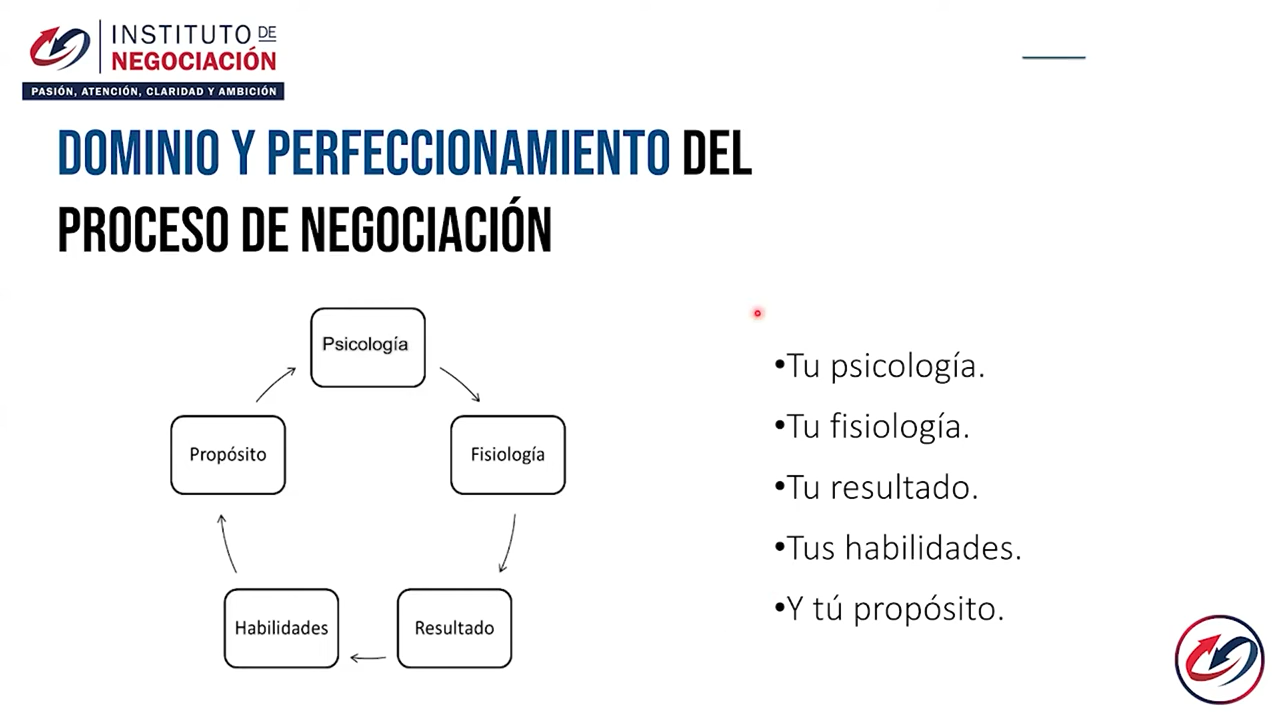 INSTITUTO DE
NEGOCIACIÓN
PASIÓN, ATENCIÓN, CLARIDAD Y AMBICIÓN
DOMINIO Y PERFECCIONAMIENTO DEL
PROCESO DE NEGOCIACIÓN
Psicología
Fisiología
Resultado
Habilidades
Propósito
•Tu psicología.
•Tu fisiología.
•Tu resultado.
•Tus habilidades.
•Y tú propósito.